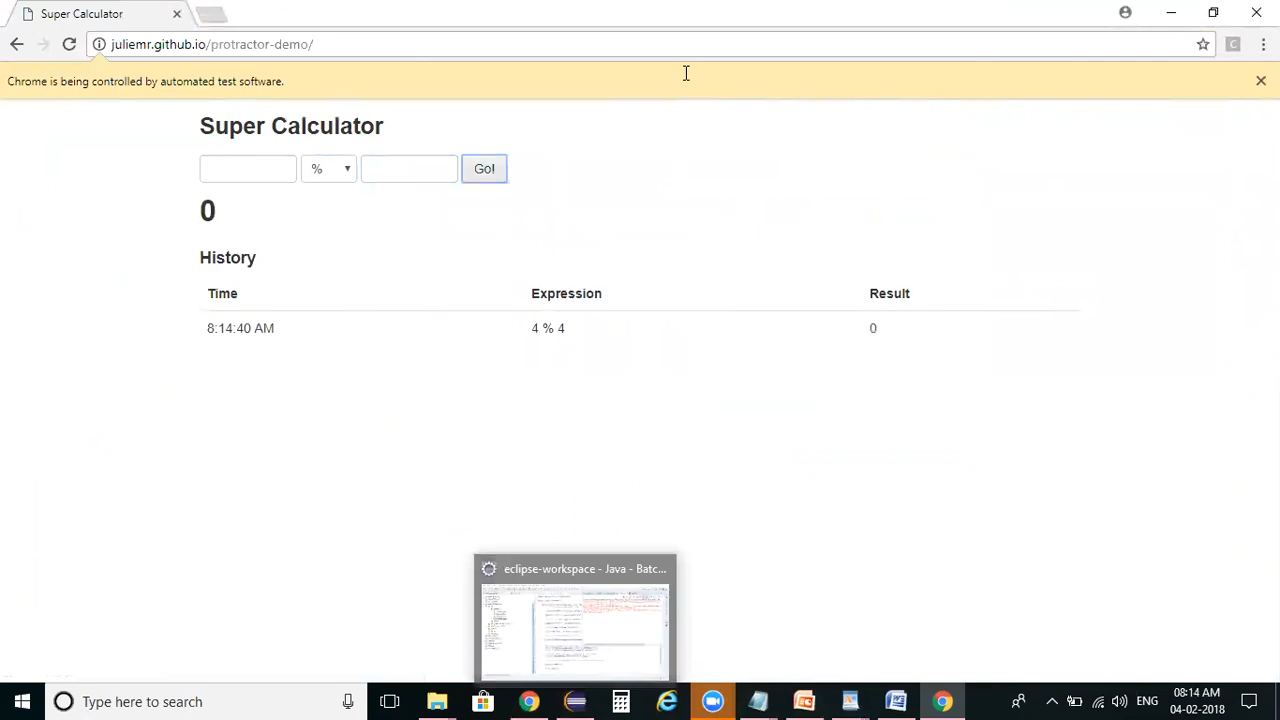 Super Calculator
juliemr.github.io/protractor-demo/
C
Chrome is being controlled by automated test software.
Super Calculator
% Go!
0
History
Time Expression Result
8:14:40 AM 4 % 4 0
eclipse-workspace - Java - Batc...
Type here to search
ENG
08:14 AM
04-02-2018